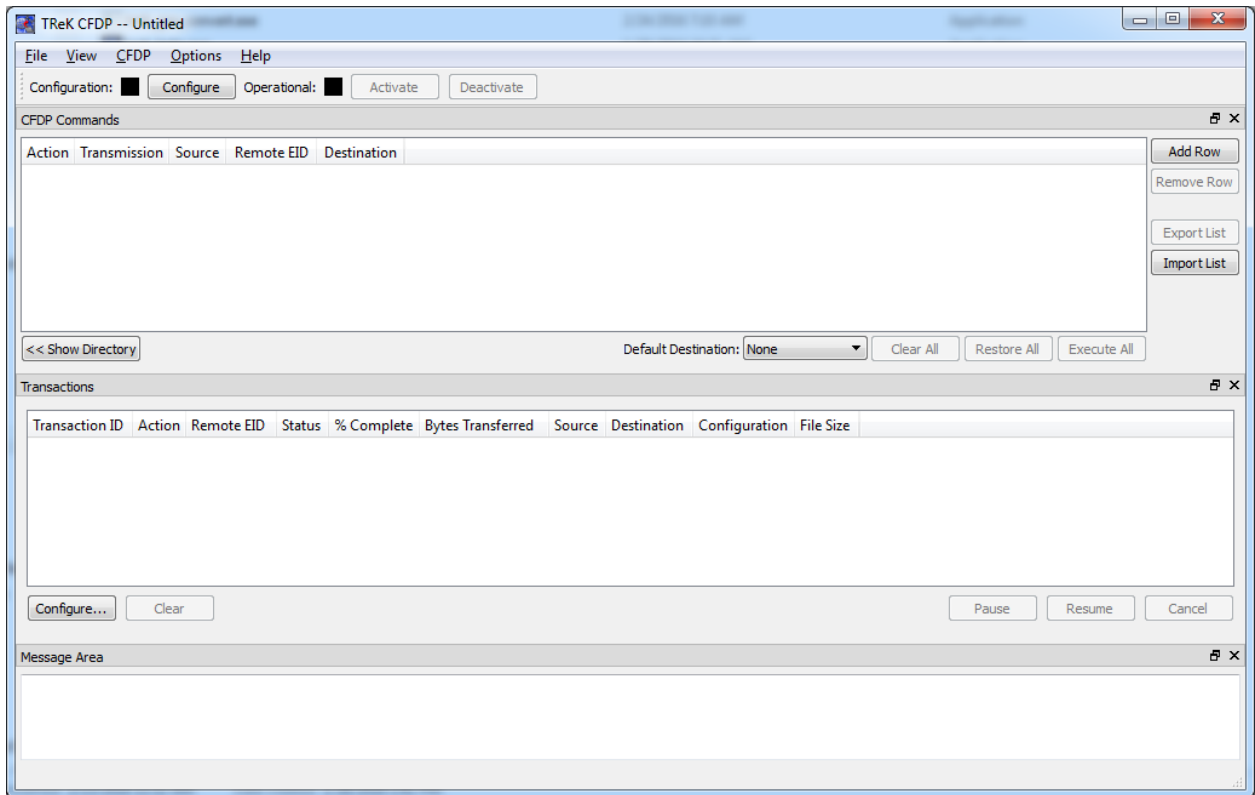 TReK CFDP -- Untitled
File View CFDP Options Help
Configuration: Configure Operational: Activate Deactivate
CFDP Commands
Action Transmission Source Remote EID Destination
Add Row
Remove Row
Export List
Import List
<< Show Directory Default Destination: None Clear All Restore All Execute All
Transactions
Transaction ID Action Remote EID Status % Complete Bytes Transferred Source Destination Configuration File Size
Configure... Clear Pause Resume Cancel
Message Area